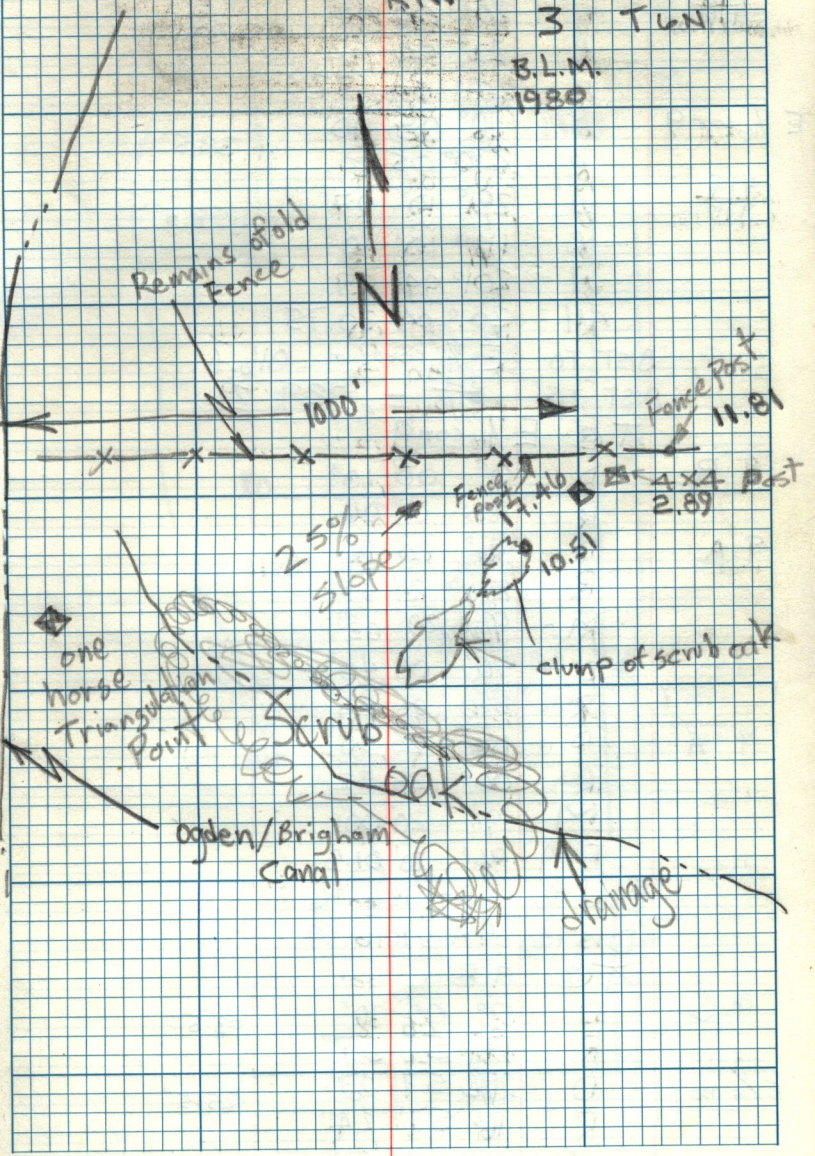 3 T6N.
B.L.M.
1980
Remains of old
Fence
N
1000'
Fence Post
11.81
Fence
post
17.46
4x4 post
2.89
25%
slope
10.51
clump of scrub oak
one
horse
Triangulation
Point
Scrub
oak
Ogden/Brigham
Canal
drainage